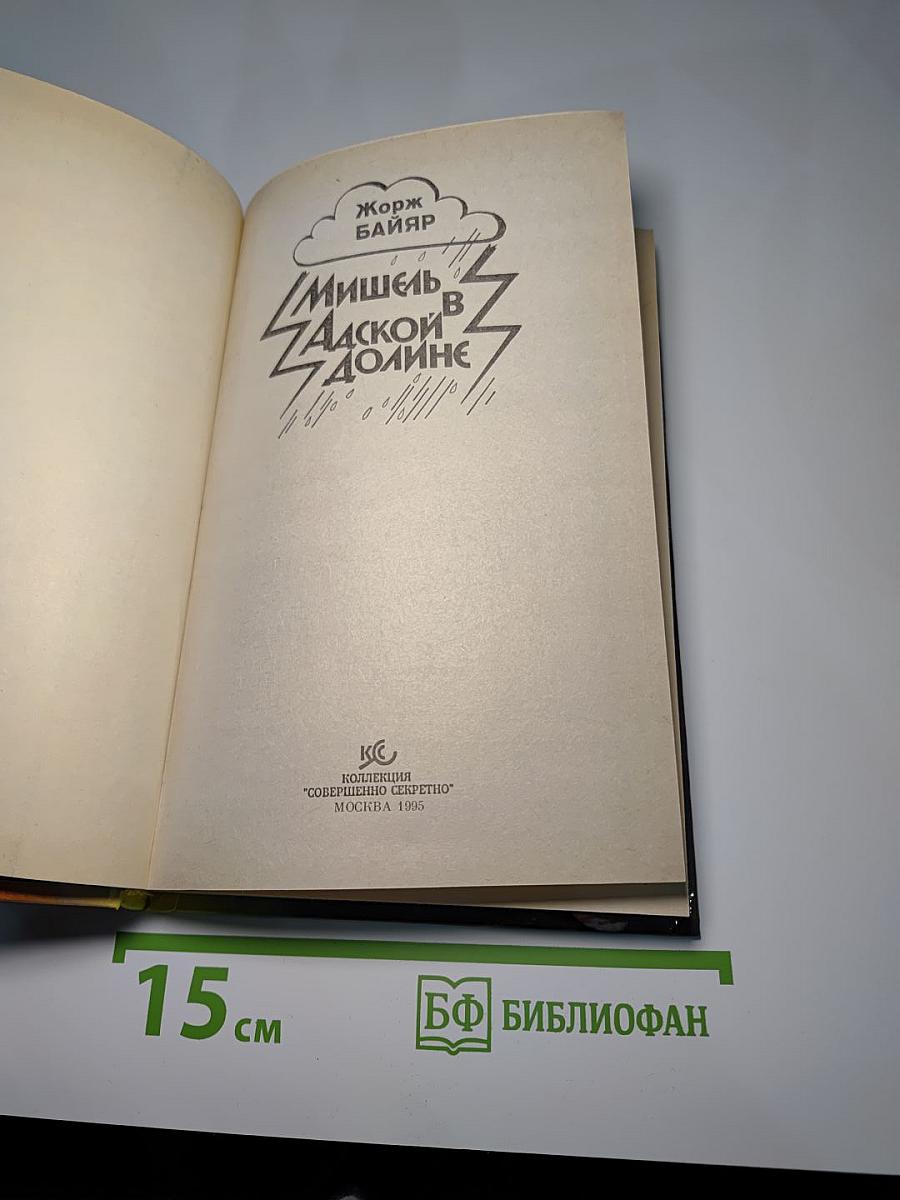 Жорж
БАЙЯР
Мишель
в
Адской
долине
КСС
КОЛЛЕКЦИЯ
"СОВЕРШЕННО СЕКРЕТНО"
МОСКВА 1995
15 см
БФ БИБЛИОФАН